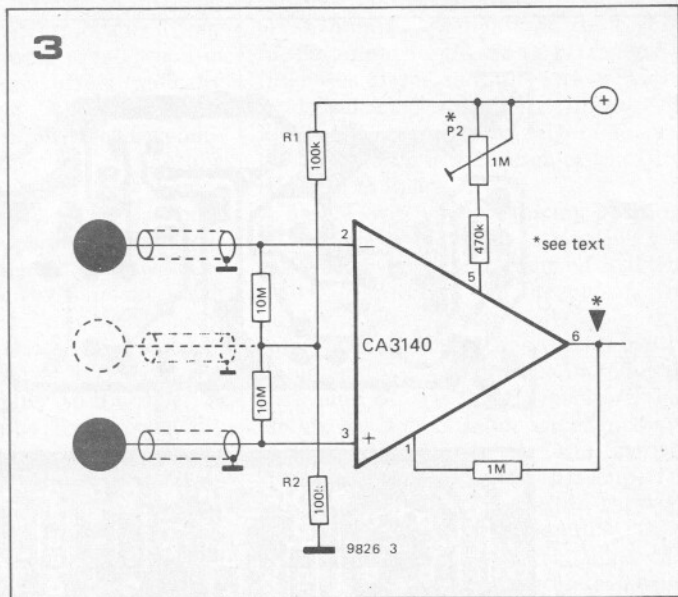 3
+
R1
100k
*
P2
1M
470k
*see text
2
−
5
*
10M
CA3140
6
10M
3
+
1
1M
R2
100k
9826 3